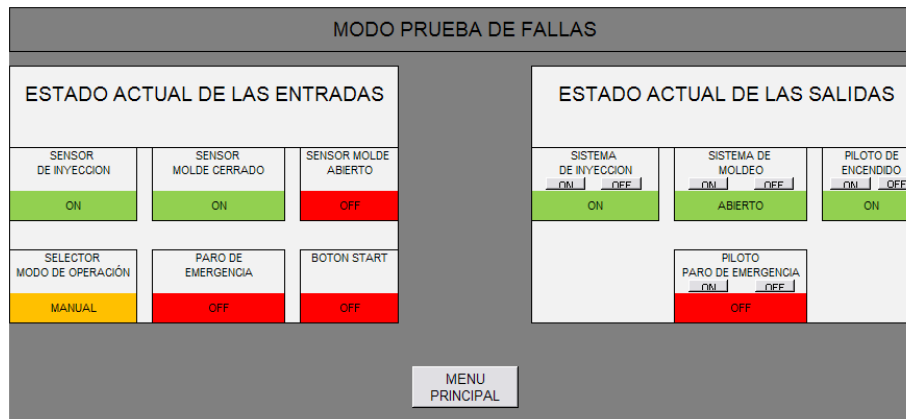 MODO PRUEBA DE FALLAS
ESTADO ACTUAL DE LAS ENTRADAS
SENSOR
DE INYECCION
ON
SENSOR
MOLDE CERRADO
ON
SENSOR MOLDE
ABIERTO
OFF
SELECTOR
MODO DE OPERACIÓN
MANUAL
PARO DE
EMERGENCIA
OFF
BOTON START
OFF
ESTADO ACTUAL DE LAS SALIDAS
SISTEMA
DE INYECCION
ON OFF
ON
SISTEMA DE
MOLDEO
ON OFF
ABIERTO
PILOTO DE
ENCENDIDO
ON OFF
ON
PILOTO
PARO DE EMERGENCIA
ON OFF
OFF
MENU
PRINCIPAL